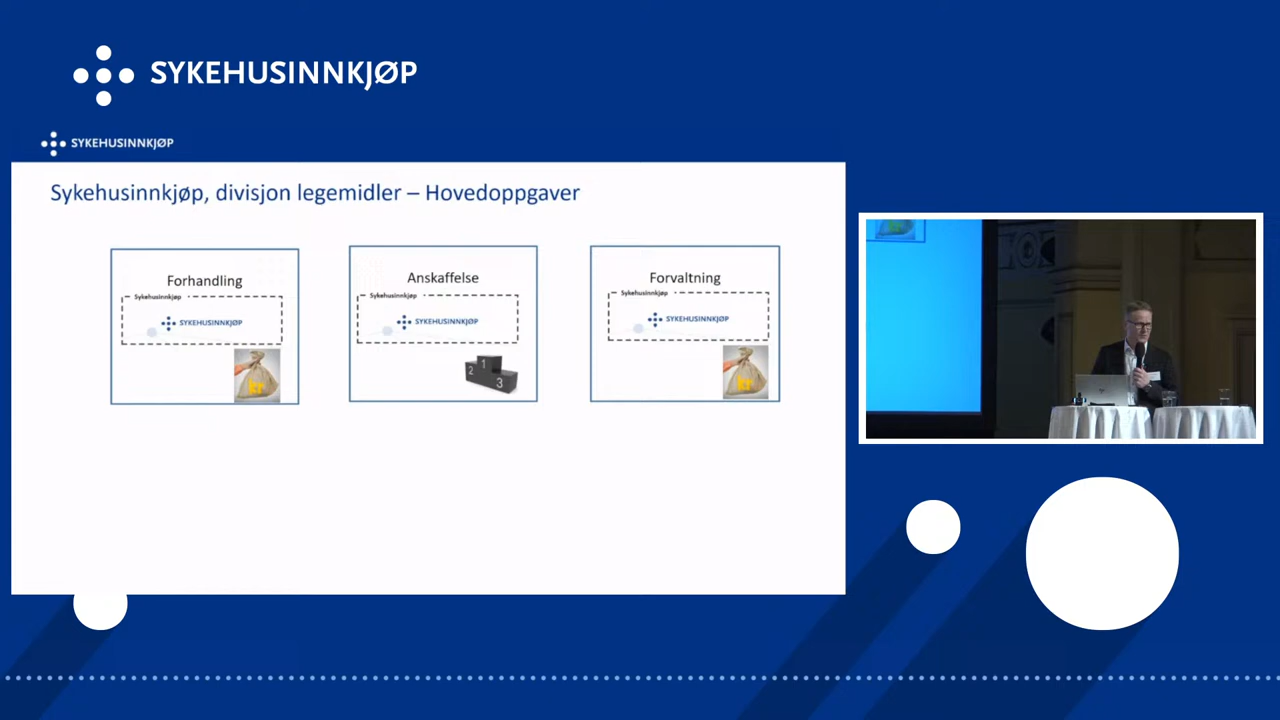 SYKEHUSINNKJØP
SYKEHUSINNKJØP
Sykehusinnkjøp, divisjon legemidler – Hovedoppgaver
Forhandling
Sykehusinnkjøp
SYKEHUSINNKJØP
kr
Anskaffelse
Sykehusinnkjøp
SYKEHUSINNKJØP
1
2
3
Forvaltning
Sykehusinnkjøp
SYKEHUSINNKJØP
kr